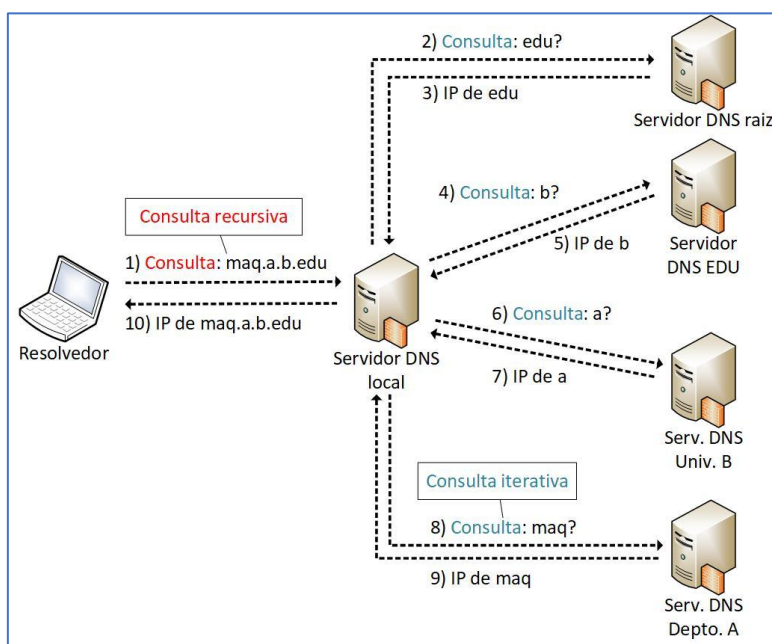 2) Consulta: edu?
3) IP de edu
Servidor DNS raiz
4) Consulta: b?
5) IP de b
Servidor
DNS EDU
Consulta recursiva
1) Consulta: maq.a.b.edu
10) IP de maq.a.b.edu
Resolvedor
Servidor DNS
local
6) Consulta: a?
7) IP de a
Serv. DNS
Univ. B
Consulta iterativa
8) Consulta: maq?
9) IP de maq
Serv. DNS
Depto. A